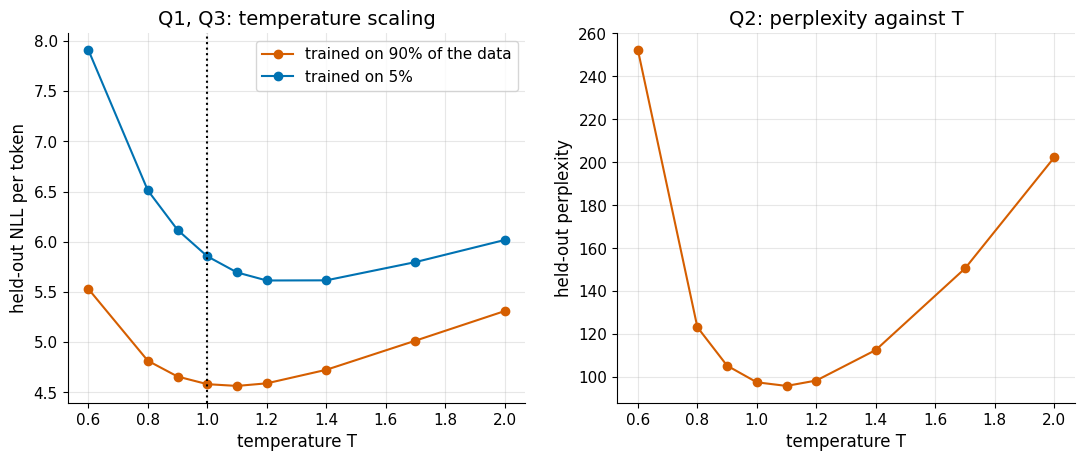 Q1, Q3: temperature scaling
8.0
7.5
7.0
6.5
6.0
5.5
5.0
4.5
held-out NLL per token
trained on 90% of the data
trained on 5%
0.6 0.8 1.0 1.2 1.4 1.6 1.8 2.0
temperature T
Q2: perplexity against T
260
240
220
200
180
160
140
120
100
held-out perplexity
0.6 0.8 1.0 1.2 1.4 1.6 1.8 2.0
temperature T